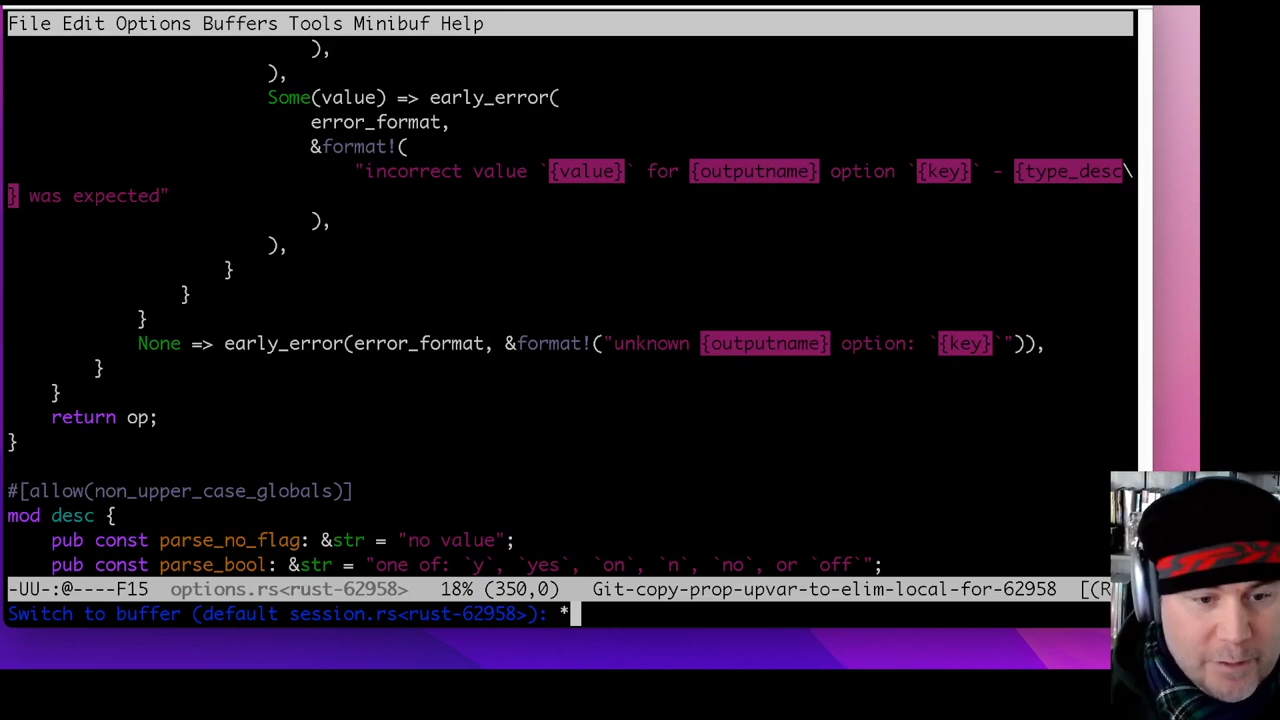 File Edit Options Buffers Tools Minibuf Help
),
),
Some(value) => early_error(
error_format,
&format!(
"incorrect value `{value}` for {outputname} option `{key}` - {type_desc\
} was expected"
),
),
}
}
}
None => early_error(error_format, &format!("unknown {outputname} option: `{key}`")),
}
}
return op;
}
#[allow(non_upper_case_globals)]
mod desc {
pub const parse_no_flag: &str = "no value";
pub const parse_bool: &str = "one of: `y`, `yes`, `on`, `n`, `no`, or `off`";
-UU-:@----F15 options.rs<rust-62958> 18% (350,0) Git-copy-prop-upvar-to-elim-local-for-62958 [(R
Switch to buffer (default session.rs<rust-62958>): *